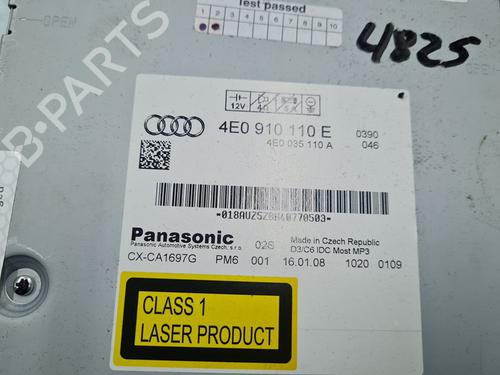 Test passed
1 2 3 4 5 6 7 8 9 10
OPEN
4825
12V 4Ω 5A
4E0 910 110 E 0390
4E0 035 110 A 046
Panasonic
Panasonic Automotive Systems Czech, s.r.o.
02S Made in Czech Republic
D3/C6 IDC Most MP3
CX-CA1697G PM6 001 16.01.08 1020 0109
CLASS 1
LASER PRODUCT
B-PARTS